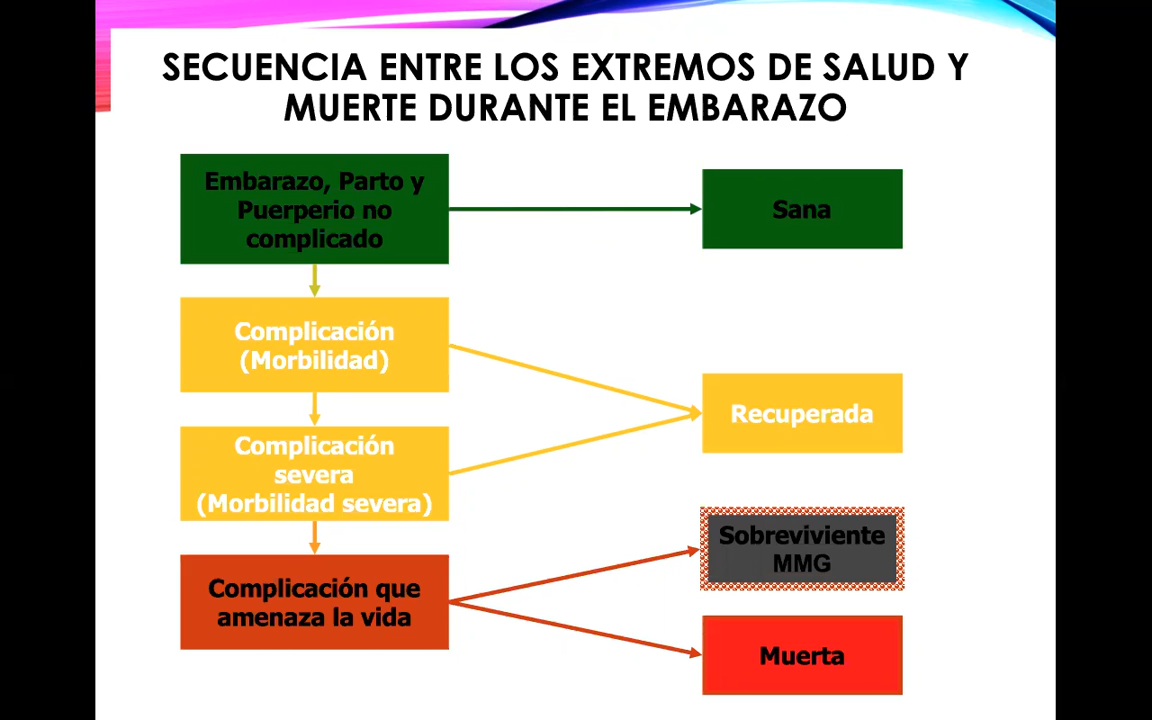 SECUENCIA ENTRE LOS EXTREMOS DE SALUD Y
MUERTE DURANTE EL EMBARAZO
Embarazo, Parto y
Puerperio no
complicado
Sana
Complicación
(Morbilidad)
Recuperada
Complicación
severa
(Morbilidad severa)
Sobreviviente
MMG
Complicación que
amenaza la vida
Muerta